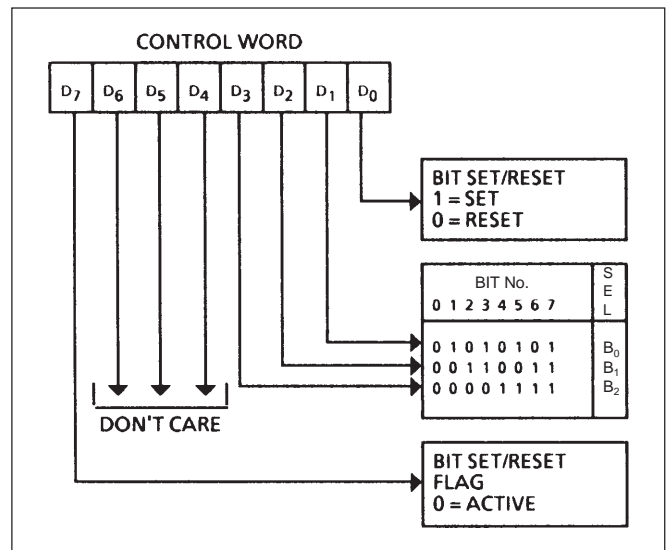 CONTROL WORD
D7 D6 D5 D4 D3 D2 D1 D0
BIT SET/RESET
1 = SET
0 = RESET
BIT No.
0 1 2 3 4 5 6 7
S
E
L
0 1 0 1 0 1 0 1 B0
0 0 1 1 0 0 1 1 B1
0 0 0 0 1 1 1 1 B2
DON'T CARE
BIT SET/RESET
FLAG
0 = ACTIVE